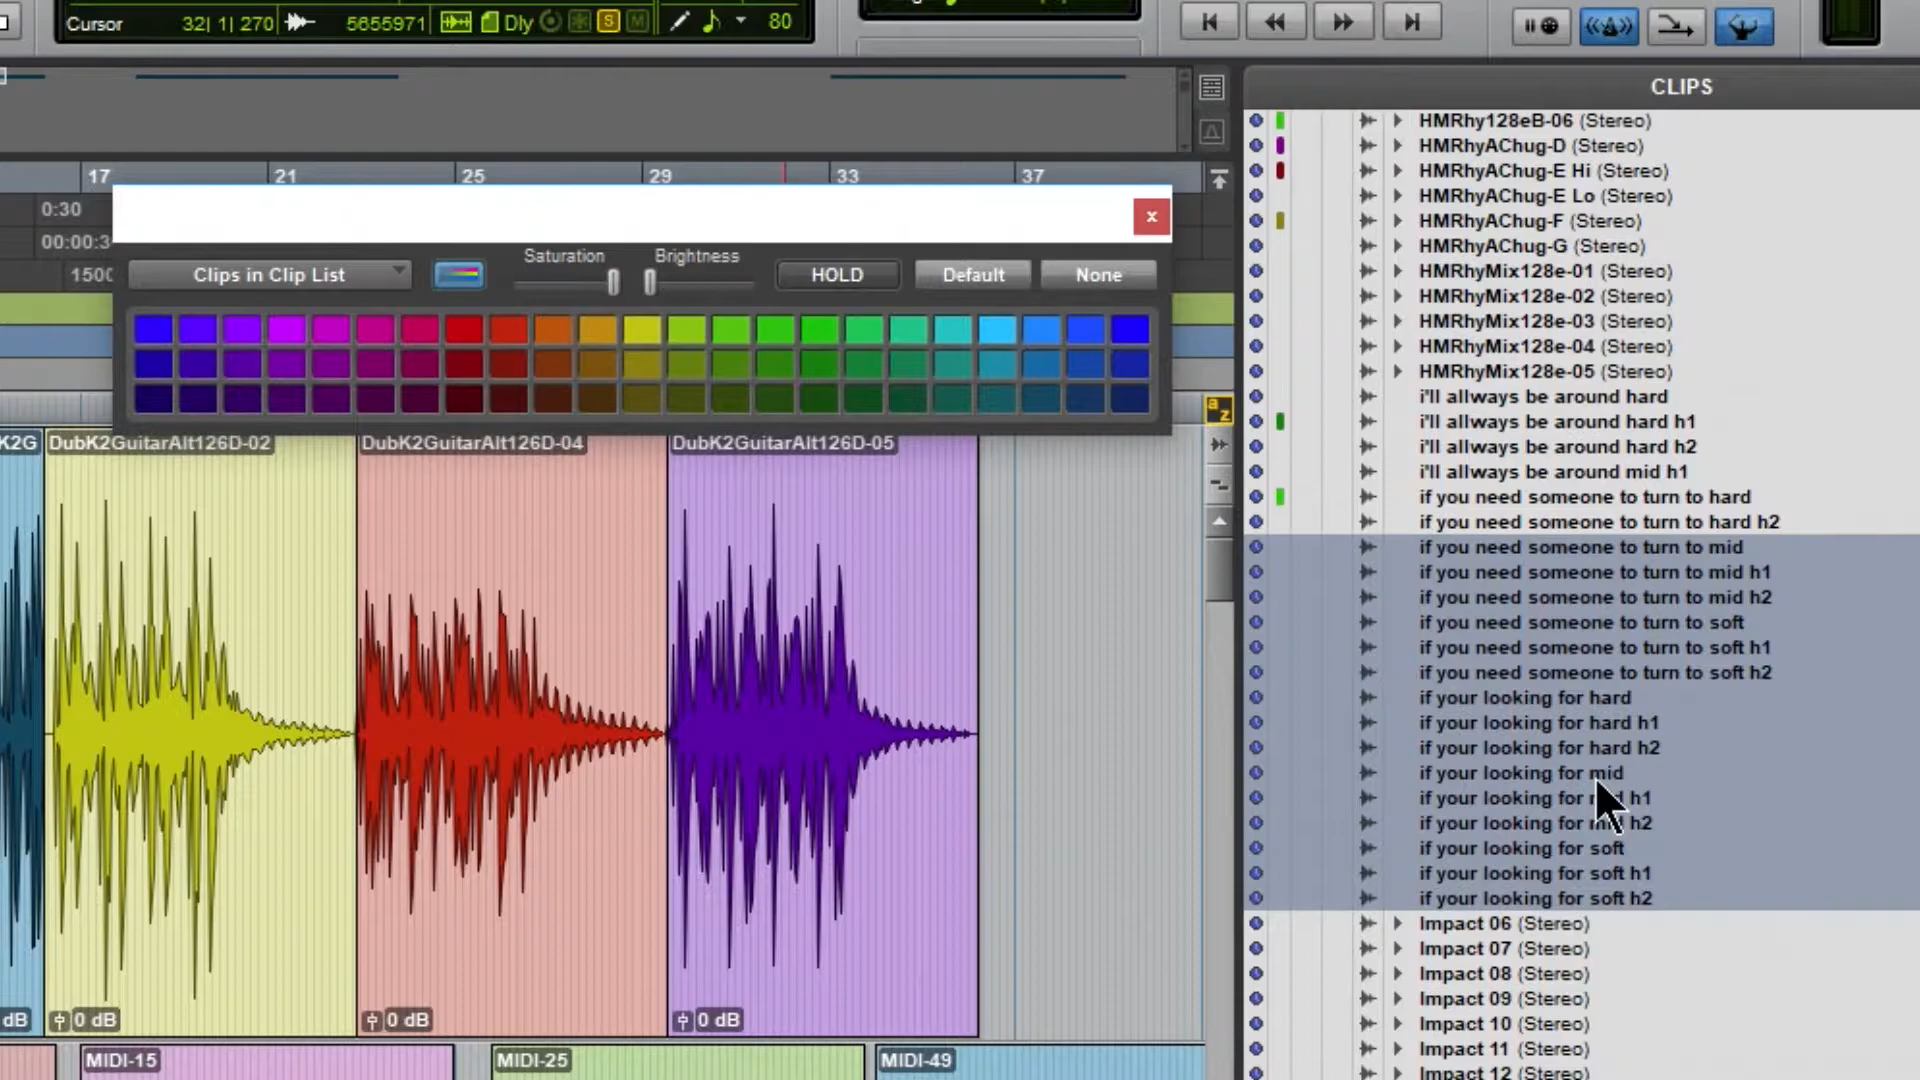 Cursor 32| 1| 270 5655971 Dly S M 80
CLIPS
17 21 25 29 33 37
0:30
00:00:3
1500
x
Clips in Clip List
Saturation
Brightness
HOLD
Default
None
a z
K2G
DubK2GuitarAlt126D-02
DubK2GuitarAlt126D-04
DubK2GuitarAlt126D-05
dB
0 dB
0 dB
0 dB
MIDI-15
MIDI-25
MIDI-49
HMRhy128eB-06 (Stereo)
HMRhyAChug-D (Stereo)
HMRhyAChug-E Hi (Stereo)
HMRhyAChug-E Lo (Stereo)
HMRhyAChug-F (Stereo)
HMRhyAChug-G (Stereo)
HMRhyMix128e-01 (Stereo)
HMRhyMix128e-02 (Stereo)
HMRhyMix128e-03 (Stereo)
HMRhyMix128e-04 (Stereo)
HMRhyMix128e-05 (Stereo)
i'll allways be around hard
i'll allways be around hard h1
i'll allways be around hard h2
i'll allways be around mid h1
if you need someone to turn to hard
if you need someone to turn to hard h2
if you need someone to turn to mid
if you need someone to turn to mid h1
if you need someone to turn to mid h2
if you need someone to turn to soft
if you need someone to turn to soft h1
if you need someone to turn to soft h2
if your looking for hard
if your looking for hard h1
if your looking for hard h2
if your looking for mid
if your looking for h1
if your looking for mid h2
if your looking for soft
if your looking for soft h1
if your looking for soft h2
Impact 06 (Stereo)
Impact 07 (Stereo)
Impact 08 (Stereo)
Impact 09 (Stereo)
Impact 10 (Stereo)
Impact 11 (Stereo)
Impact 12 (Stereo)